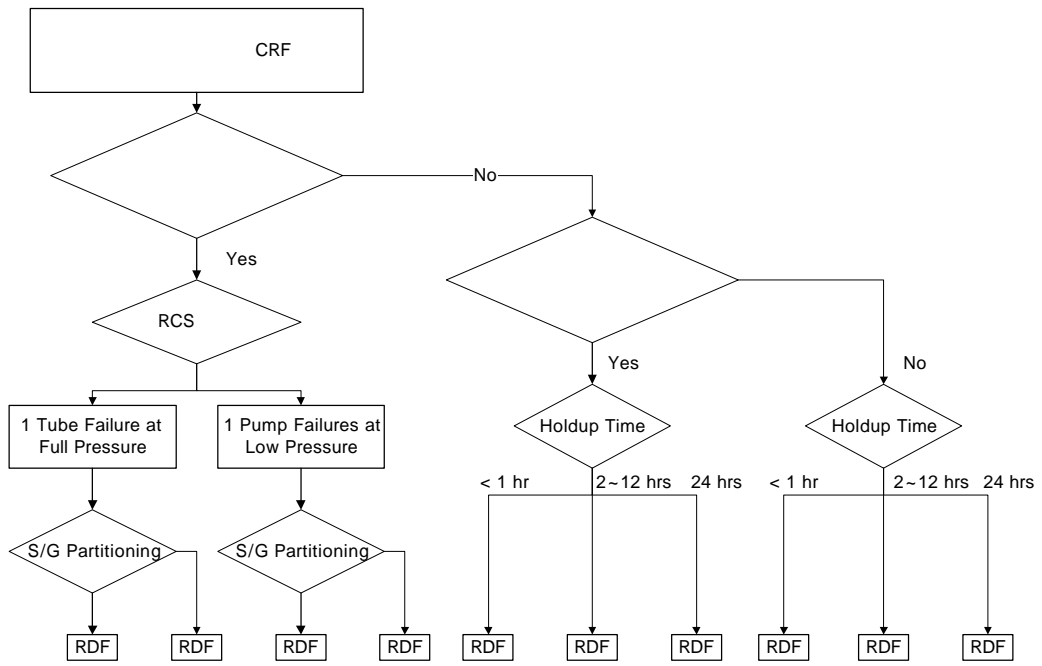 CRF
No
Yes
RCS
Yes
No
1 Tube Failure at
Full Pressure
1 Pump Failures at
Low Pressure
Holdup Time
Holdup Time
< 1 hr
2~12 hrs
24 hrs
< 1 hr
2~12 hrs
24 hrs
S/G Partitioning
S/G Partitioning
RDF
RDF
RDF
RDF
RDF
RDF
RDF
RDF
RDF
RDF